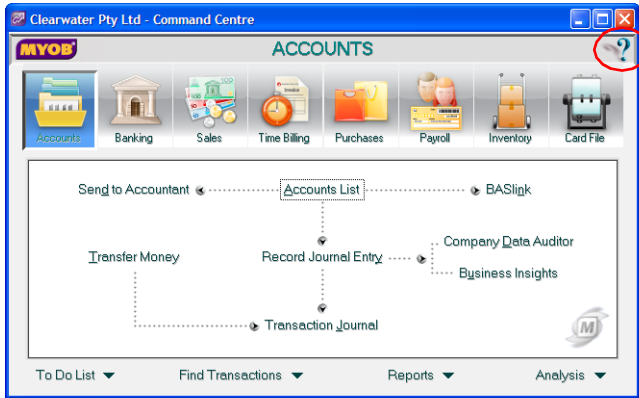 Clearwater Pty Ltd - Command Centre
MYOB
ACCOUNTS
?
Accounts Banking Sales Time Billing Purchases Payroll Inventory Card File
Send to Accountant Accounts List BASlink
Transfer Money Record Journal Entry Company Data Auditor
Business Insights
Transaction Journal
M
To Do List Find Transactions Reports Analysis